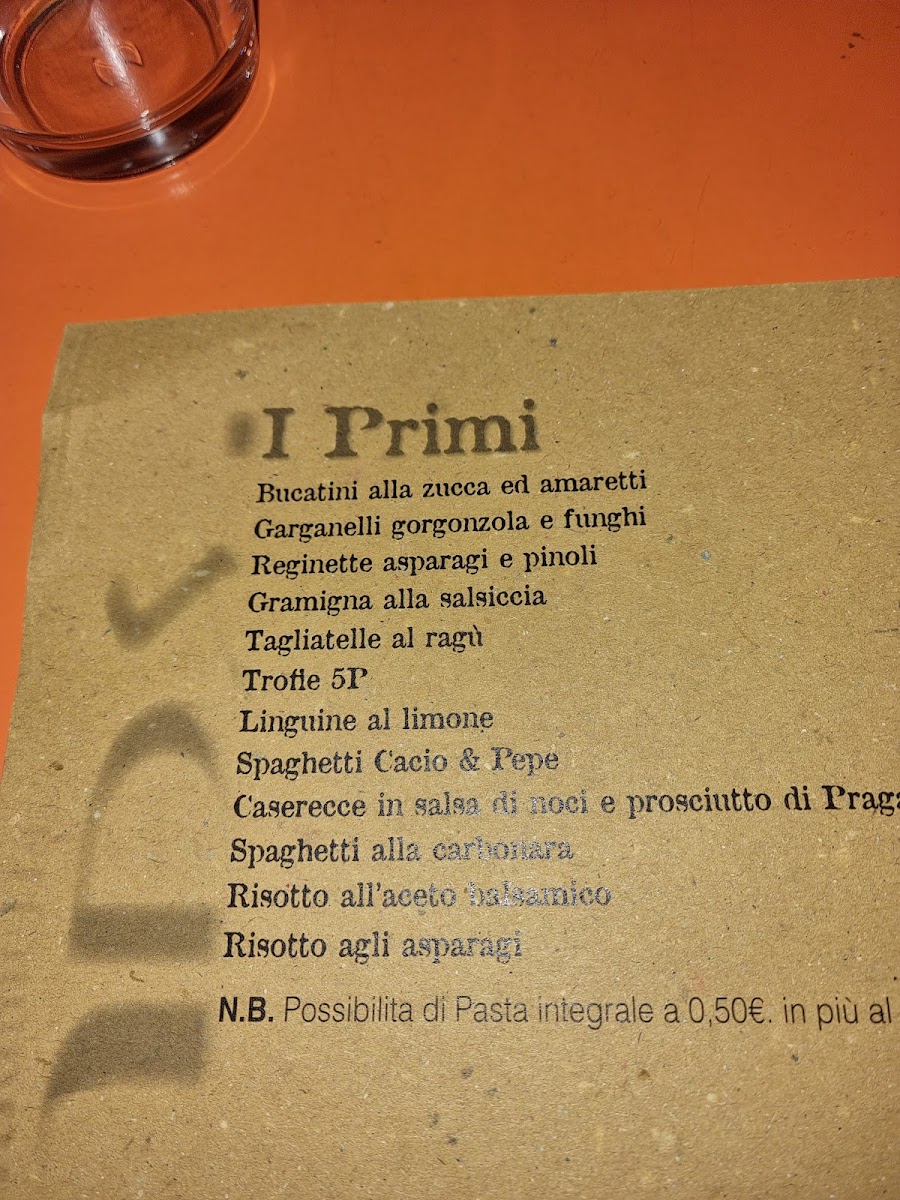 I Primi
Bucatini alla zucca ed amaretti
Garganelli gorgonzola e funghi
Reginette asparagi e pinoli
Gramigna alla salsiccia
Tagliatelle al ragù
Trofie 5P
Linguine al limone
Spaghetti Cacio & Pepe
Caserecce in salsa di noci e prosciutto di Praga
Spaghetti alla carbonara
Risotto all'aceto balsamico
Risotto agli asparagi
N.B. Possibilita di Pasta integrale a 0,50€. in più al